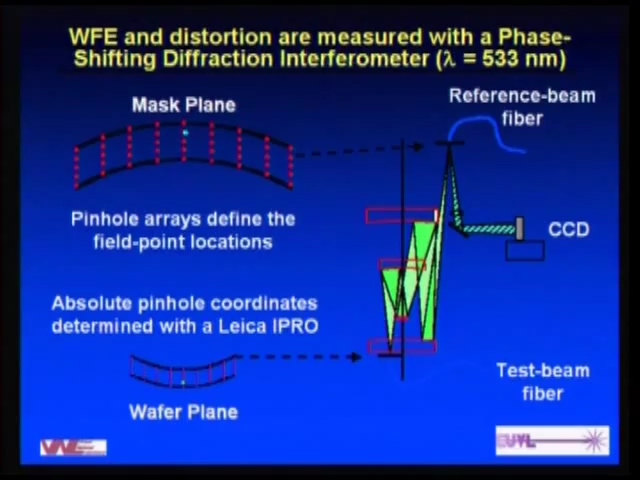 WFE and distortion are measured with a Phase-
Shifting Diffraction Interferometer (λ = 533 nm)
Mask Plane
Reference-beam
fiber
Pinhole arrays define the
field-point locations
CCD
Absolute pinhole coordinates
determined with a Leica IPRO
Test-beam
fiber
Wafer Plane
EUVL